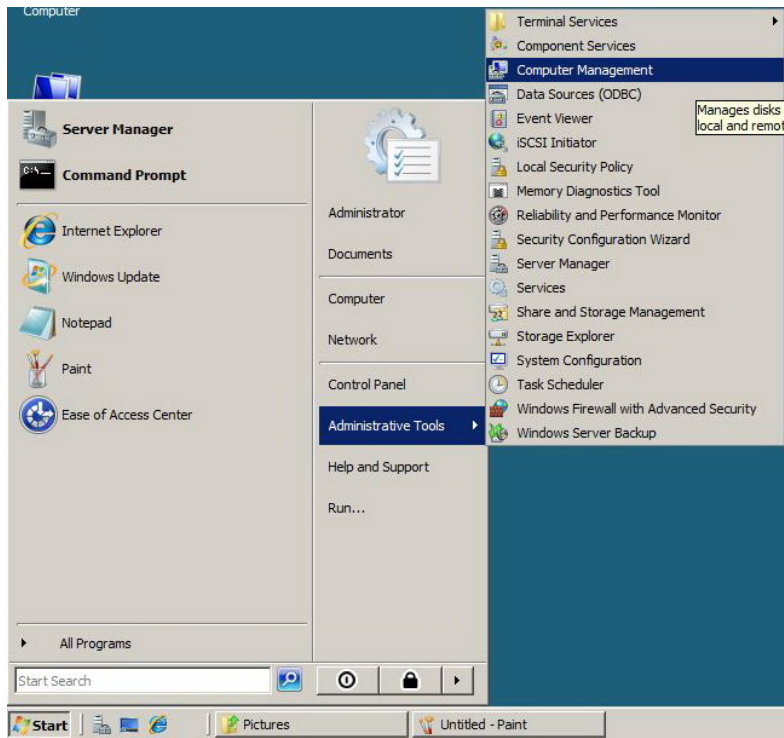 Computer
Server Manager
Command Prompt
Internet Explorer
Windows Update
Notepad
Paint
Ease of Access Center
All Programs
Start Search
Administrator
Documents
Computer
Network
Control Panel
Administrative Tools
Help and Support
Run...
Terminal Services
Component Services
Computer Management
Data Sources (ODBC)
Manages disks
local and remot
Event Viewer
iSCSI Initiator
Local Security Policy
Memory Diagnostics Tool
Reliability and Performance Monitor
Security Configuration Wizard
Server Manager
Services
Share and Storage Management
Storage Explorer
System Configuration
Task Scheduler
Windows Firewall with Advanced Security
Windows Server Backup
Start
Pictures
Untitled - Paint